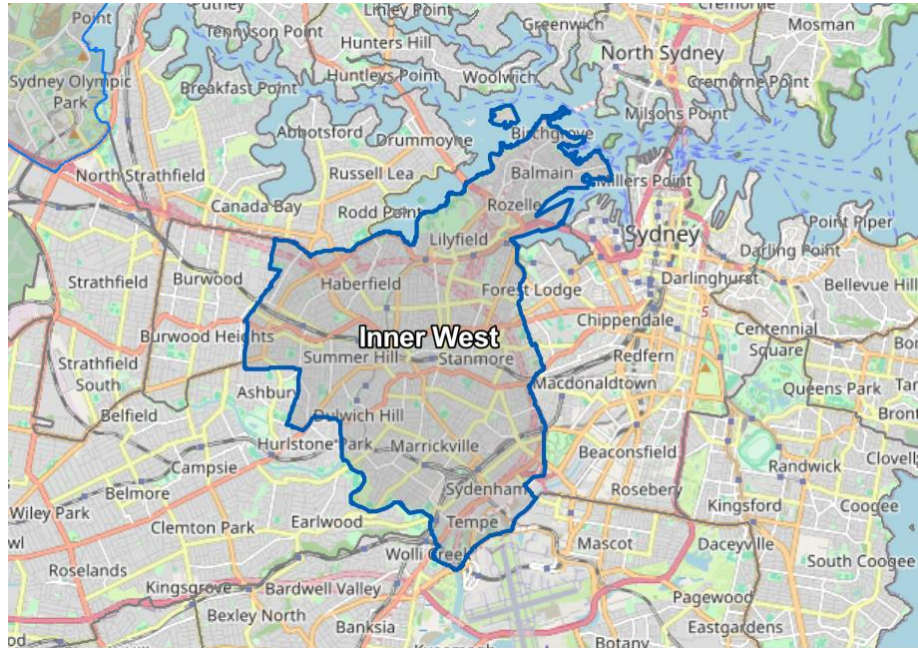 Point
Putney
Linley Point
Greenwich
Cremorne
Tennyson Point
Hunters Hill
Mosman
North Sydney
Sydney Olympic
Park
Huntleys Point
Woolwich
Cremorne Point
Breakfast Point
Milsons Point
Abbotsford
Birchgrove
Drummoyne
North Strathfield
Russell Lea
Balmain
Millers Point
Canada Bay
Rodd Point
Rozelle
Point Piper
Lilyfield
Sydney
Darling Point
Strathfield
Burwood
Haberfield
Forest Lodge
Darlinghurst
Bellevue Hill
Burwood Heights
Inner West
Chippendale
5
Centennial
Square
Strathfield
South
Summer Hill
Stanmore
Redfern
Ashbury
Macdonaldtown
Queens Park
Belfield
Dulwich Hill
Bront
Hurlstone Park
Marrickville
Beaconsfield
Clovelly
Campsie
Randwick
Belmore
Sydenham
Rosebery
Kingsford
Coogee
Wiley Park
Clemton Park
Earlwood
Tempe
Wolli Creek
Mascot
Daceyville
South Coogee
Roselands
Kingsgrove
Bardwell Valley
Pagewood
Bexley North
Banksia
Botany
Eastgardens